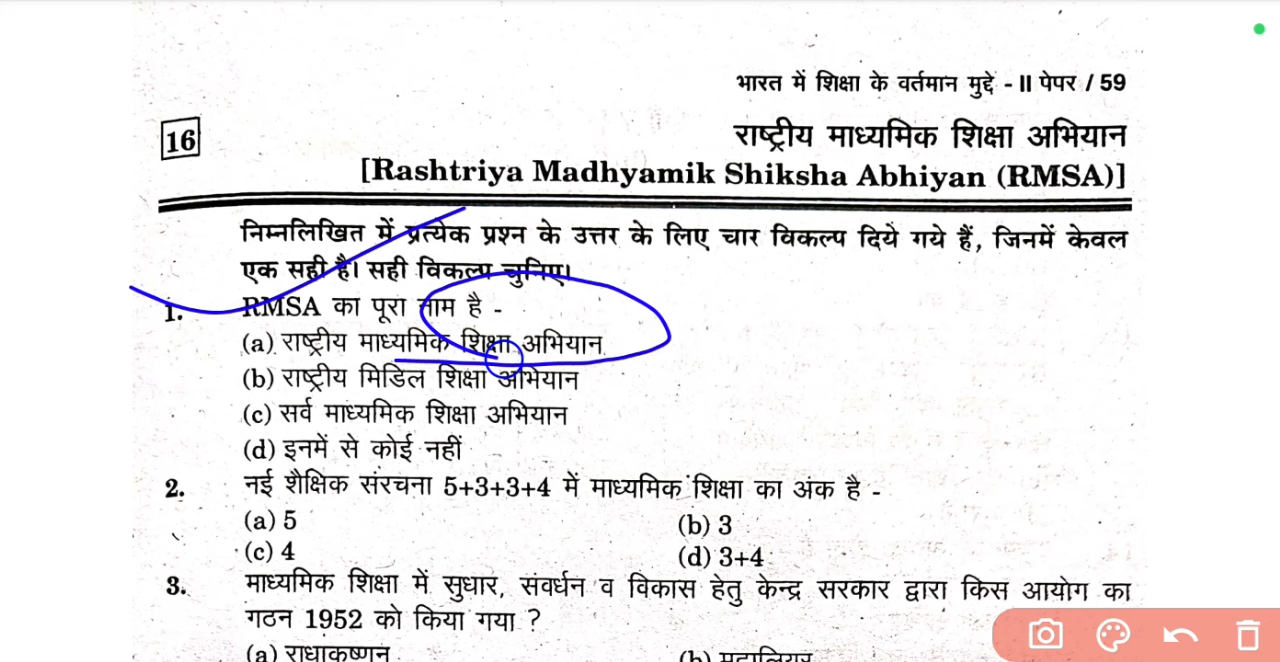 भारत में शिक्षा के वर्तमान मुद्दे - II पेपर / 59
16
राष्ट्रीय माध्यमिक शिक्षा अभियान
[Rashtriya Madhyamik Shiksha Abhiyan (RMSA)]
निम्नलिखित में प्रत्येक प्रश्न के उत्तर के लिए चार विकल्प दिये गये हैं, जिनमें केवल
एक सही है। सही विकल्प चुनिए।
1. RMSA का पूरा नाम है -
(a) राष्ट्रीय माध्यमिक शिक्षा अभियान
(b) राष्ट्रीय मिडिल शिक्षा अभियान
(c) सर्व माध्यमिक शिक्षा अभियान
(d) इनमें से कोई नहीं
2. नई शैक्षिक संरचना 5+3+3+4 में माध्यमिक शिक्षा का अंक है -
(a) 5 (b) 3
(c) 4 (d) 3+4
3. माध्यमिक शिक्षा में सुधार, संवर्धन व विकास हेतु केन्द्र सरकार द्वारा किस आयोग का
गठन 1952 को किया गया ?
(a) राधाकृष्णन (b) मुदालियर